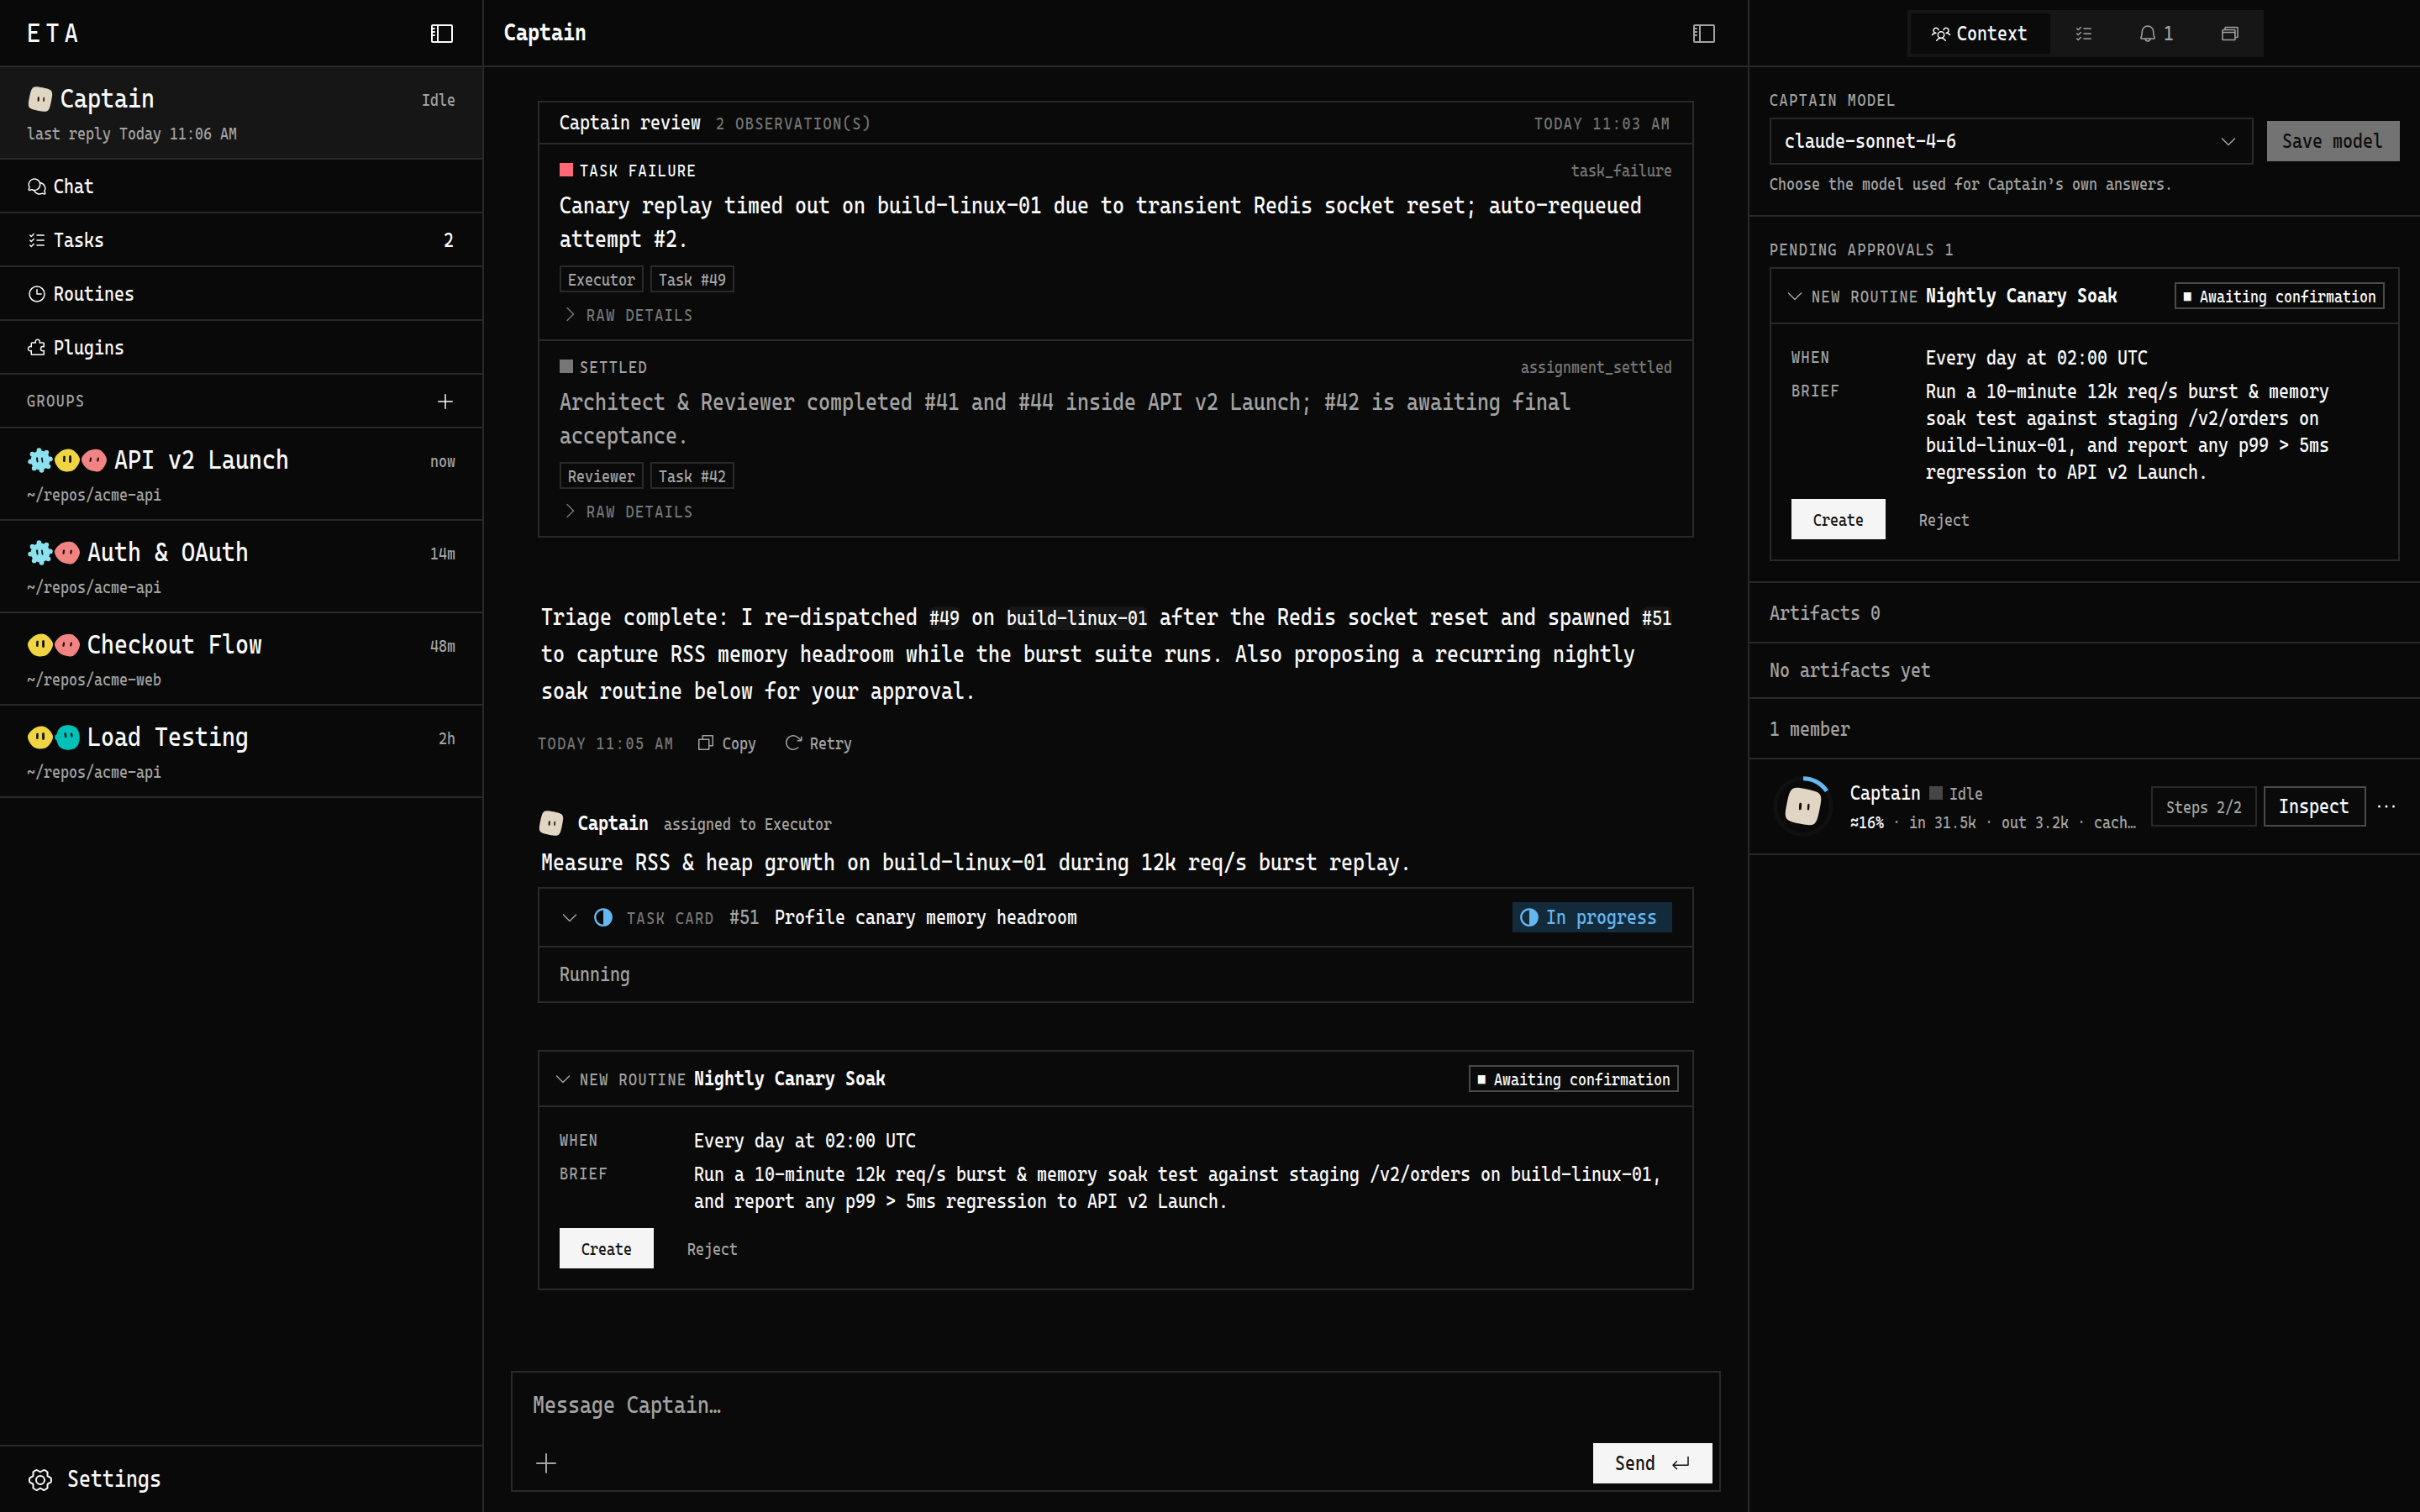 ETA
Captain
Idle
last reply Today 11:06 AM
Chat
Tasks
2
Routines
Plugins
GROUPS
API v2 Launch
now
~/repos/acme-api
Auth & OAuth
14m
~/repos/acme-api
Checkout Flow
48m
~/repos/acme-web
Load Testing
2h
~/repos/acme-api
Settings
Captain
Captain review 2 OBSERVATION(S)
TODAY 11:03 AM
TASK FAILURE
task_failure
Canary replay timed out on build-linux-01 due to transient Redis socket reset; auto-requeued
attempt #2.
Executor
Task #49
RAW DETAILS
SETTLED
assignment_settled
Architect & Reviewer completed #41 and #44 inside API v2 Launch; #42 is awaiting final
acceptance.
Reviewer
Task #42
RAW DETAILS
Triage complete: I re-dispatched #49 on build-linux-01 after the Redis socket reset and spawned #51
to capture RSS memory headroom while the burst suite runs. Also proposing a recurring nightly
soak routine below for your approval.
TODAY 11:05 AM
Copy
Retry
Captain assigned to Executor
Measure RSS & heap growth on build-linux-01 during 12k req/s burst replay.
TASK CARD #51 Profile canary memory headroom
In progress
Running
NEW ROUTINE Nightly Canary Soak
Awaiting confirmation
WHEN
Every day at 02:00 UTC
BRIEF
Run a 10-minute 12k req/s burst & memory soak test against staging /v2/orders on build-linux-01,
and report any p99 > 5ms regression to API v2 Launch.
Create
Reject
Message Captain…
Send
Context
1
CAPTAIN MODEL
claude-sonnet-4-6
Save model
Choose the model used for Captain's own answers.
PENDING APPROVALS 1
NEW ROUTINE Nightly Canary Soak
Awaiting confirmation
WHEN
Every day at 02:00 UTC
BRIEF
Run a 10-minute 12k req/s burst & memory
soak test against staging /v2/orders on
build-linux-01, and report any p99 > 5ms
regression to API v2 Launch.
Create
Reject
Artifacts 0
No artifacts yet
1 member
Captain
Idle
≈16% · in 31.5k · out 3.2k · cach…
Steps 2/2
Inspect